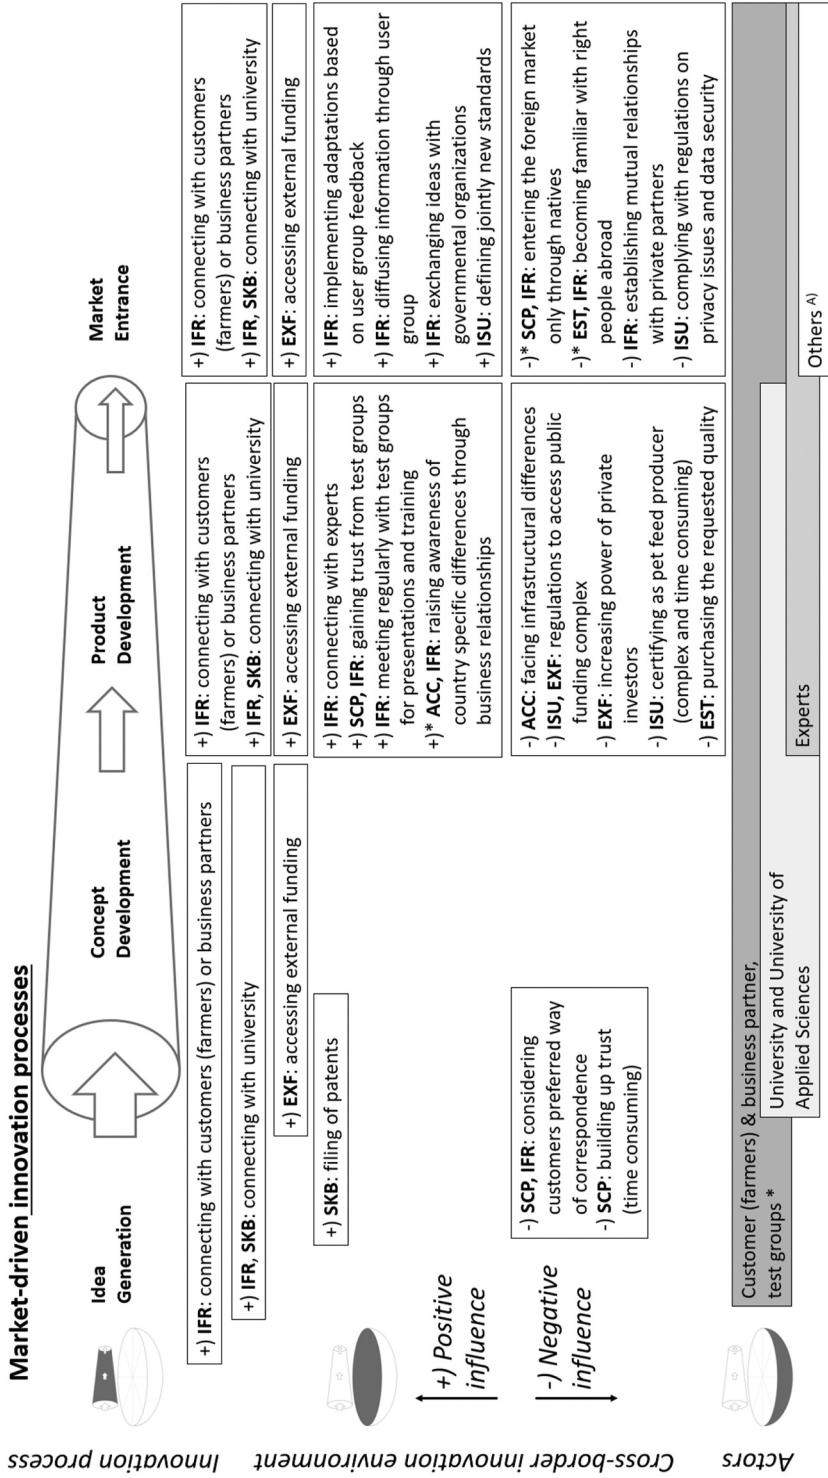 Market-driven innovation processes
Innovation process
Idea
Generation
Concept
Development
Product
Development
Market
Entrance
+) IFR: connecting with customers (farmers) or business partners
+) IFR, SKB: connecting with university
+) EXF: accessing external funding
+) IFR: connecting with customers
(farmers) or business partners
+) IFR, SKB: connecting with university
+) EXF: accessing external funding
+) IFR: connecting with customers
(farmers) or business partners
+) IFR, SKB: connecting with university
+) EXF: accessing external funding
Cross-border innovation environment
+) Positive
influence
-) Negative
influence
+) SKB: filing of patents
+) IFR: connecting with experts
+) SCP, IFR: gaining trust from test groups
+) IFR: meeting regularly with test groups
for presentations and training
+)* ACC, IFR: raising awareness of
country specific differences through
business relationships
+) IFR: implementing adaptations based
on user group feedback
+) IFR: diffusing information through user
group
+) IFR: exchanging ideas with
governmental organizations
+) ISU: defining jointly new standards
-) SCP, IFR: considering
customers preferred way
of correspondence
-) SCP: building up trust
(time consuming)
-) ACC: facing infrastructural differences
-) ISU, EXF: regulations to access public
funding complex
-) EXF: increasing power of private
investors
-) ISU: certifying as pet feed producer
(complex and time consuming)
-) EST: purchasing the requested quality
-)* SCP, IFR: entering the foreign market
only through natives
-)* EST, IFR: becoming familiar with right
people abroad
-) IFR: establishing mutual relationships
with private partners
-) ISU: complying with regulations on
privacy issues and data security
Actors
Customer (farmers) & business partner,
test groups *
University and University of
Applied Sciences
Experts
Others A)